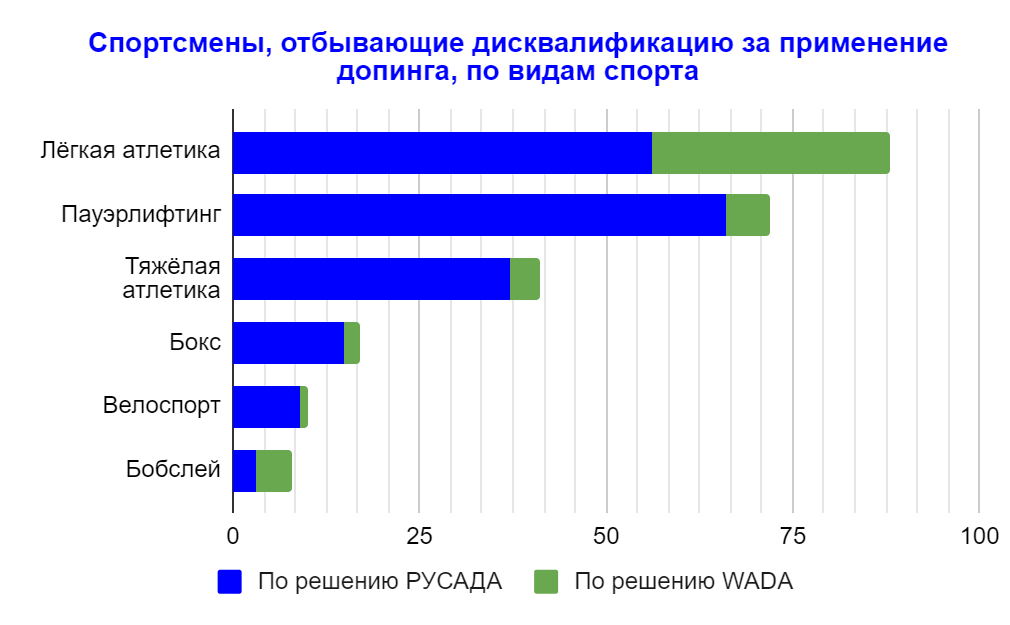 Спортсмены, отбывающие дисквалификацию за применение
допинга, по видам спорта
Лёгкая атлетика
Пауэрлифтинг
Тяжёлая
атлетика
Бокс
Велоспорт
Бобслей
0 25 50 75 100
По решению РУСАДА По решению WADA